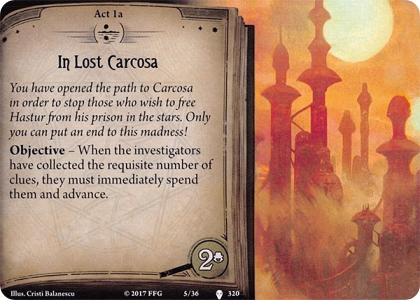 Act 1a
In Lost Carcosa
You have opened the path to Carcosa
in order to stop those who wish to free
Hastur from his prison in the stars. Only
you can put an end to this madness!
Objective – When the investigators
have collected the requisite number of
clues, they must immediately spend
them and advance.
2
Illus. Cristi Balanescu
© 2017 FFG
5/36
320